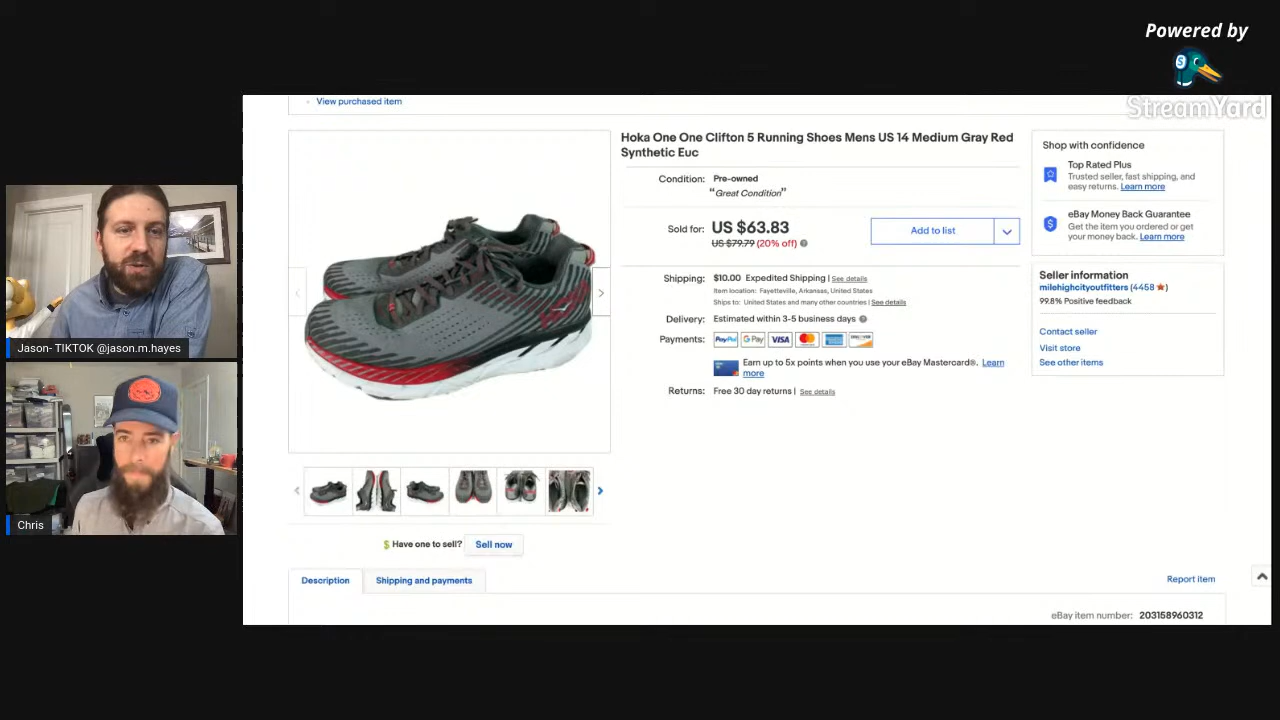 Powered by
StreamYard
View purchased item
Hoka One One Clifton 5 Running Shoes Mens US 14 Medium Gray Red
Synthetic Euc
Condition: Pre-owned
"Great Condition"
Sold for: US $63.83
US $79.79 (20% off)
Add to list
Shipping: $10.00 Expedited Shipping | See details
Item location: Fayetteville, Arkansas, United States
Ships to: United States and many other countries | See details
Delivery: Estimated within 3-5 business days
Payments: PayPal G Pay VISA
Earn up to 5x points when you use your eBay Mastercard®. Learn
more
Returns: Free 30 day returns | See details
Shop with confidence
Top Rated Plus
Trusted seller, fast shipping, and
easy returns. Learn more
eBay Money Back Guarantee
Get the item you ordered or get
your money back. Learn more
Seller information
milehighcityoutfitters (4458 ★)
99.8% Positive feedback
Contact seller
Visit store
See other items
Have one to sell? Sell now
Description
Shipping and payments
Report item
eBay item number: 203158960312
Jason- TIKTOK @jason.m.hayes
Chris